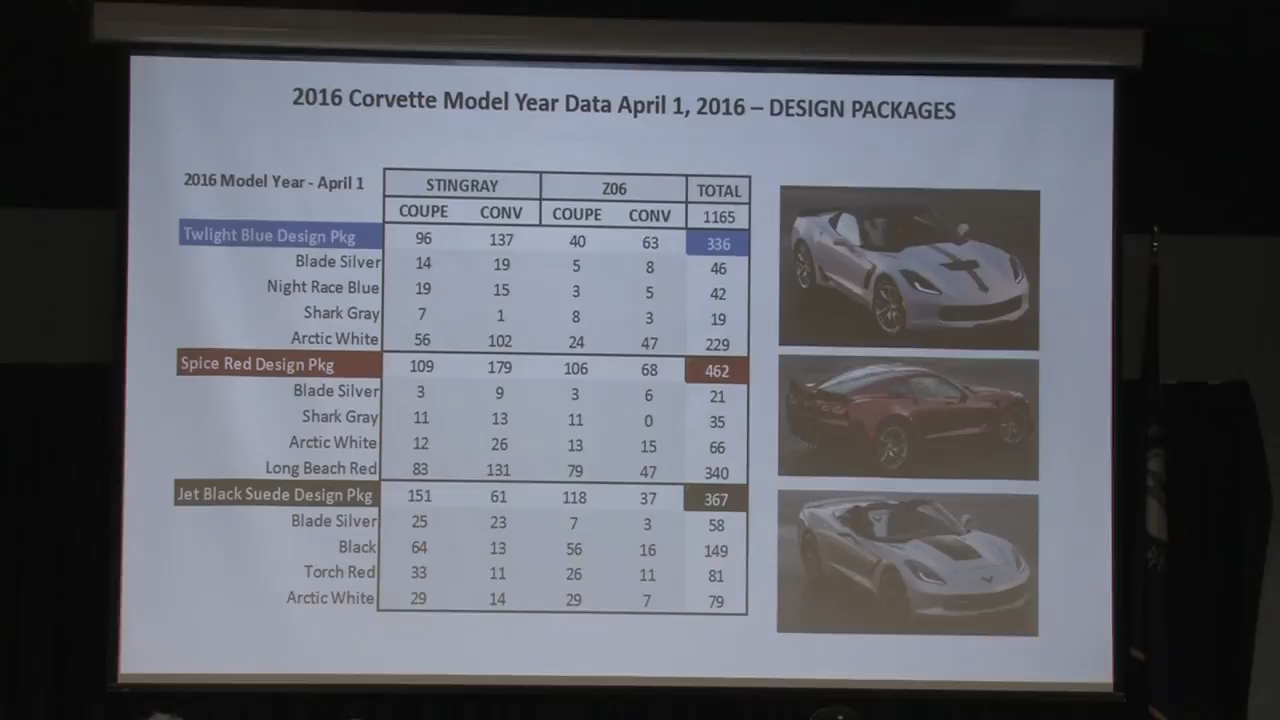 2016 Corvette Model Year Data April 1, 2016 – DESIGN PACKAGES
2016 Model Year - April 1 STINGRAY Z06 TOTAL
COUPE CONV COUPE CONV 1165
Twlight Blue Design Pkg 96 137 40 63 336
Blade Silver 14 19 5 8 46
Night Race Blue 19 15 3 5 42
Shark Gray 7 1 8 3 19
Arctic White 56 102 24 47 229
Spice Red Design Pkg 109 179 106 68 462
Blade Silver 3 9 3 6 21
Shark Gray 11 13 11 0 35
Arctic White 12 26 13 15 66
Long Beach Red 83 131 79 47 340
Jet Black Suede Design Pkg 151 61 118 37 367
Blade Silver 25 23 7 3 58
Black 64 13 56 16 149
Torch Red 33 11 26 11 81
Arctic White 29 14 29 7 79